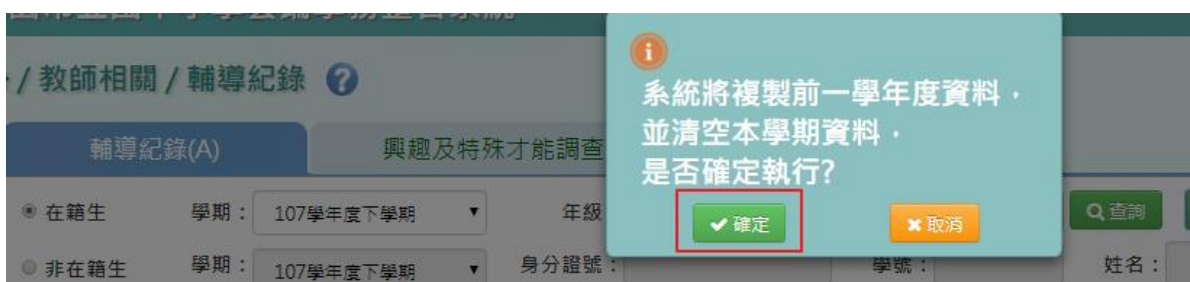 / 教師相關 / 輔導紀錄
系統將複製前一學年度資料,
並清空本學期資料,
是否確定執行?
確定 取消
輔導紀錄(A) 興趣及特殊才能調查
在籍生 學期: 107學年度下學期 年級 查詢
非在籍生 學期: 107學年度下學期 身分證號: 學號: 姓名: